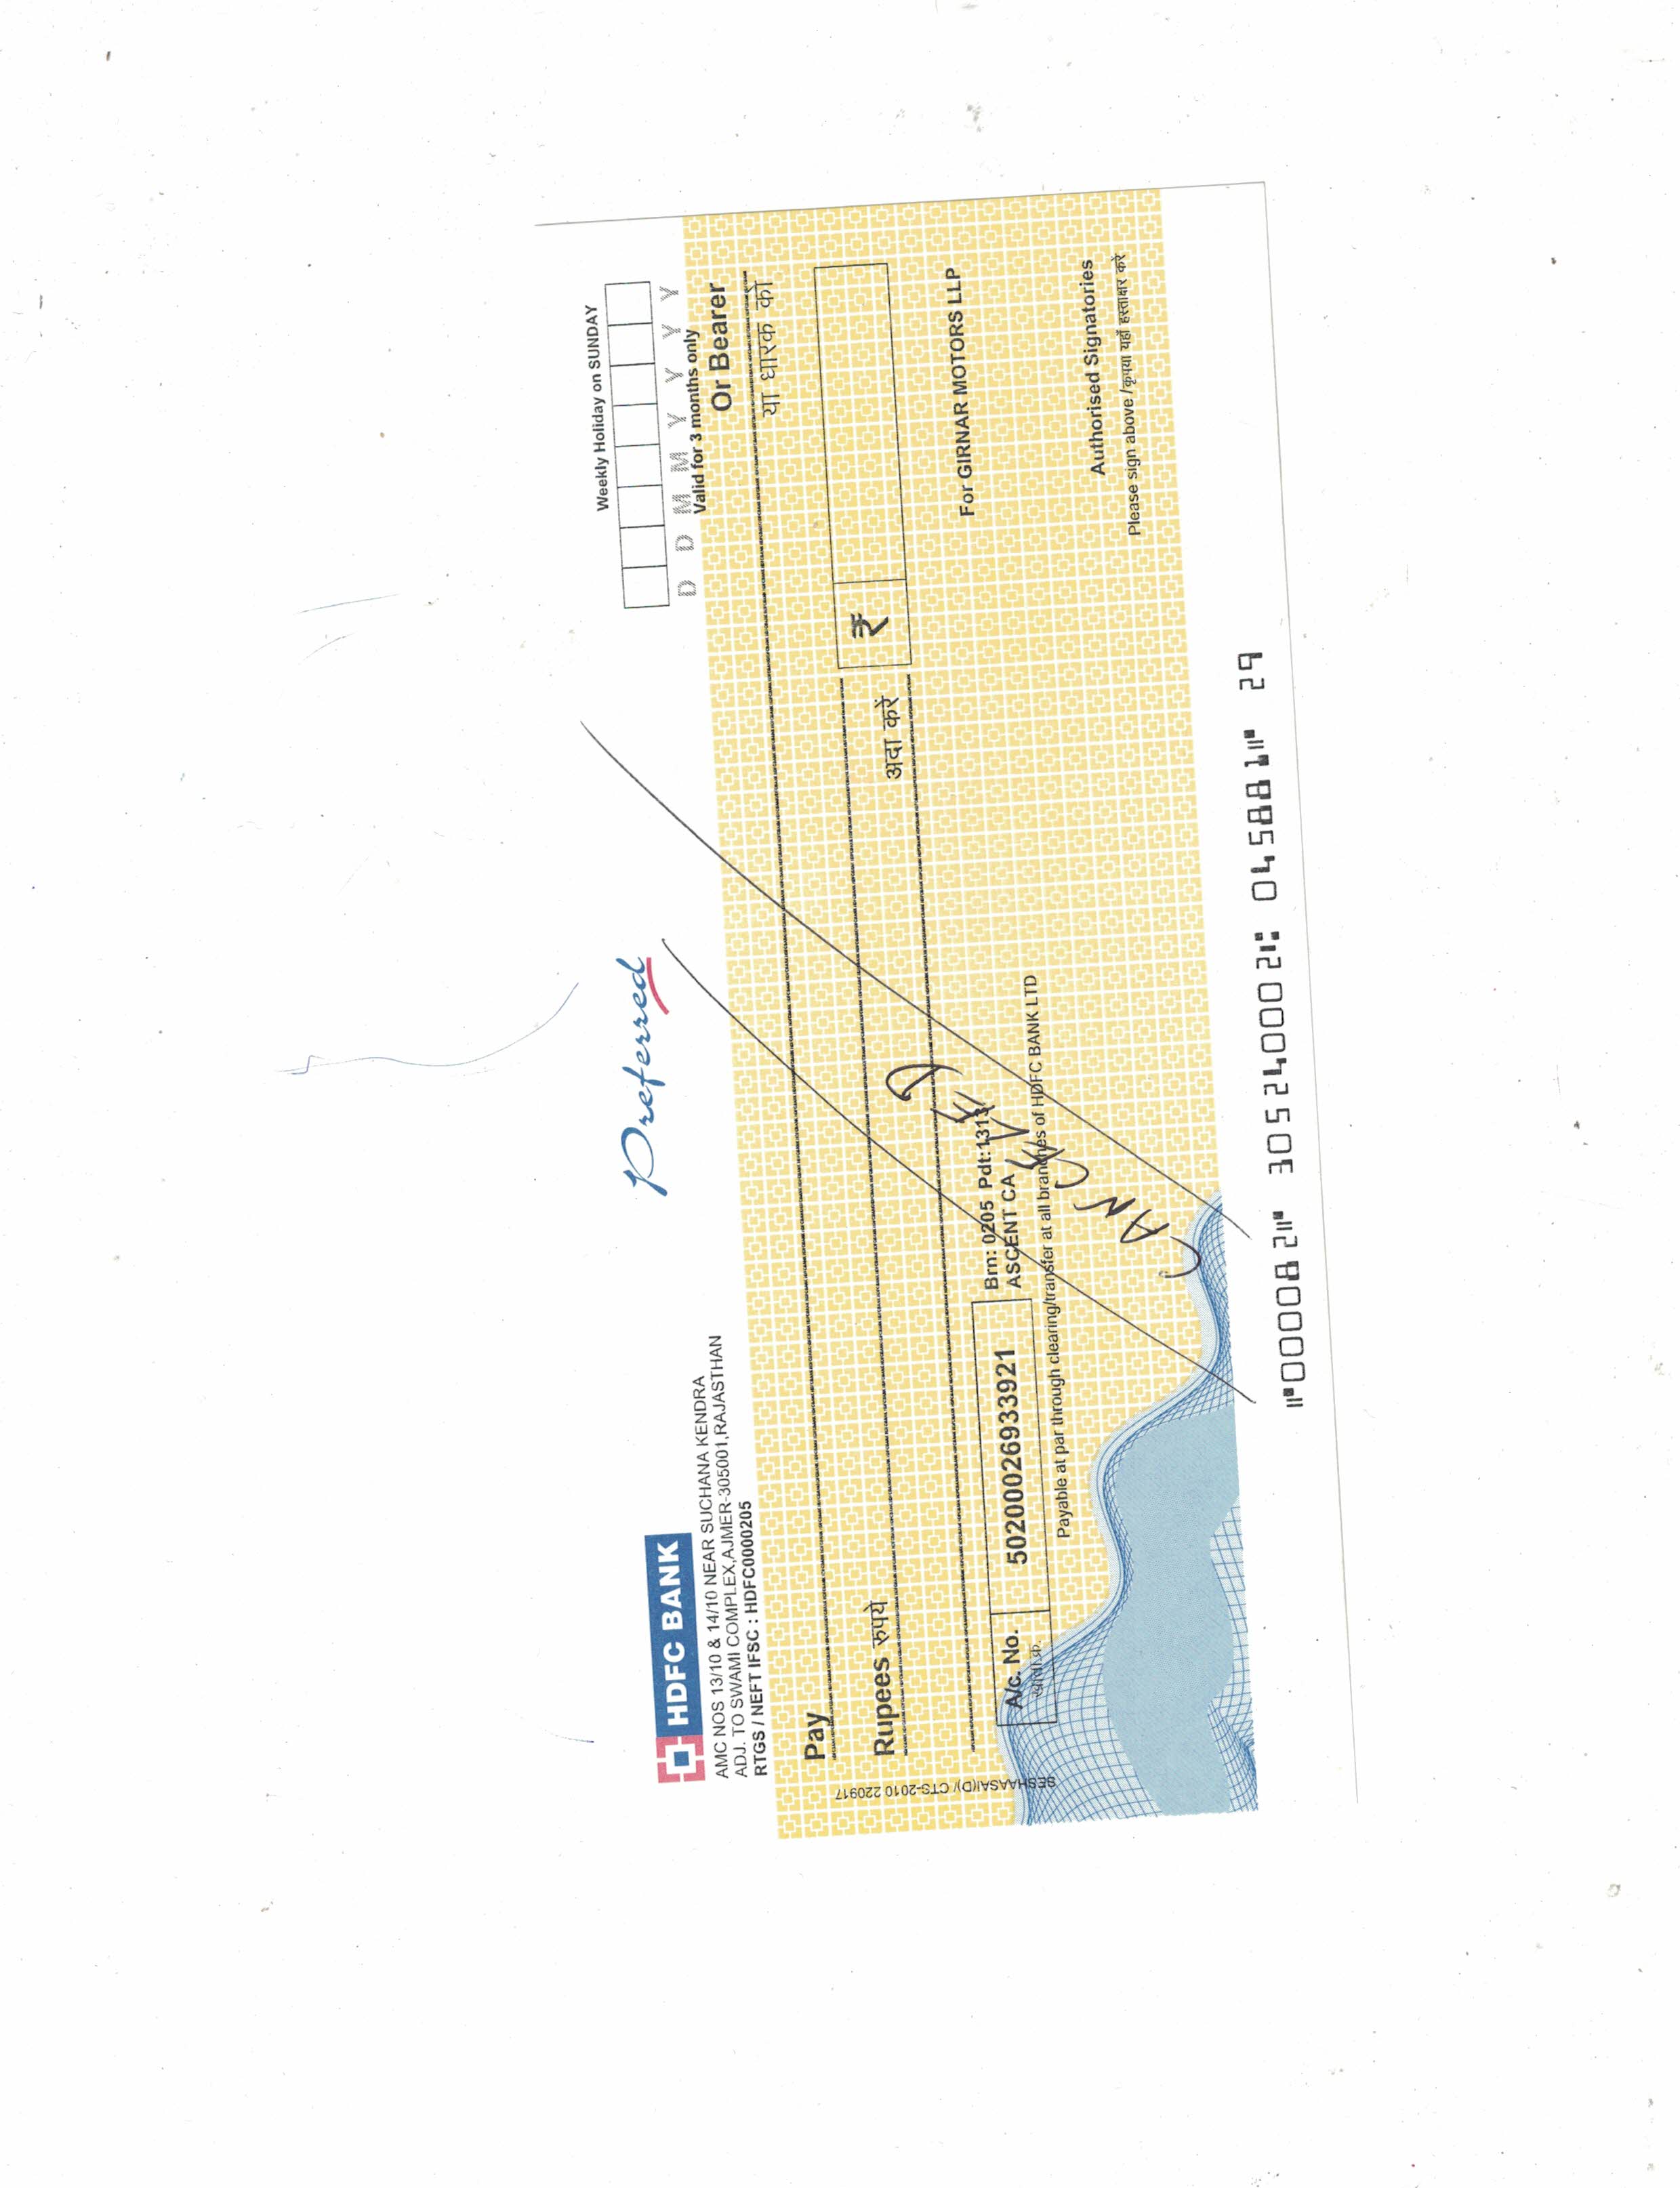 HDFC BANK
Preferred
Weekly Holiday on SUNDAY
AMC NOS 13/10 & 14/10 NEAR SUCHANA KENDRA
ADJ. TO SWAMI COMPLEX,AJMER-305001,RAJASTHAN
RTGS / NEFT IFSC : HDFC0000205
D D M M Y Y Y Y
Valid for 3 months only
Pay
Or Bearer
या धारक को
Rupees रुपये
अदा करें
₹
For GIRNAR MOTORS LLP
A/c. No.
50200026933921
Brn: 0205 Pdt:1313
ASCENT CA
Payable at par through clearing/transfer at all branches of HDFC BANK LTD
CANCELLED
Authorised Signatories
Please sign above /कृपया यहाँ हस्ताक्षर करें
SESHAASAI(D)/ CTS-2010 220917
⑈000082⑈ 305240002⑆ 045881⑈ 29